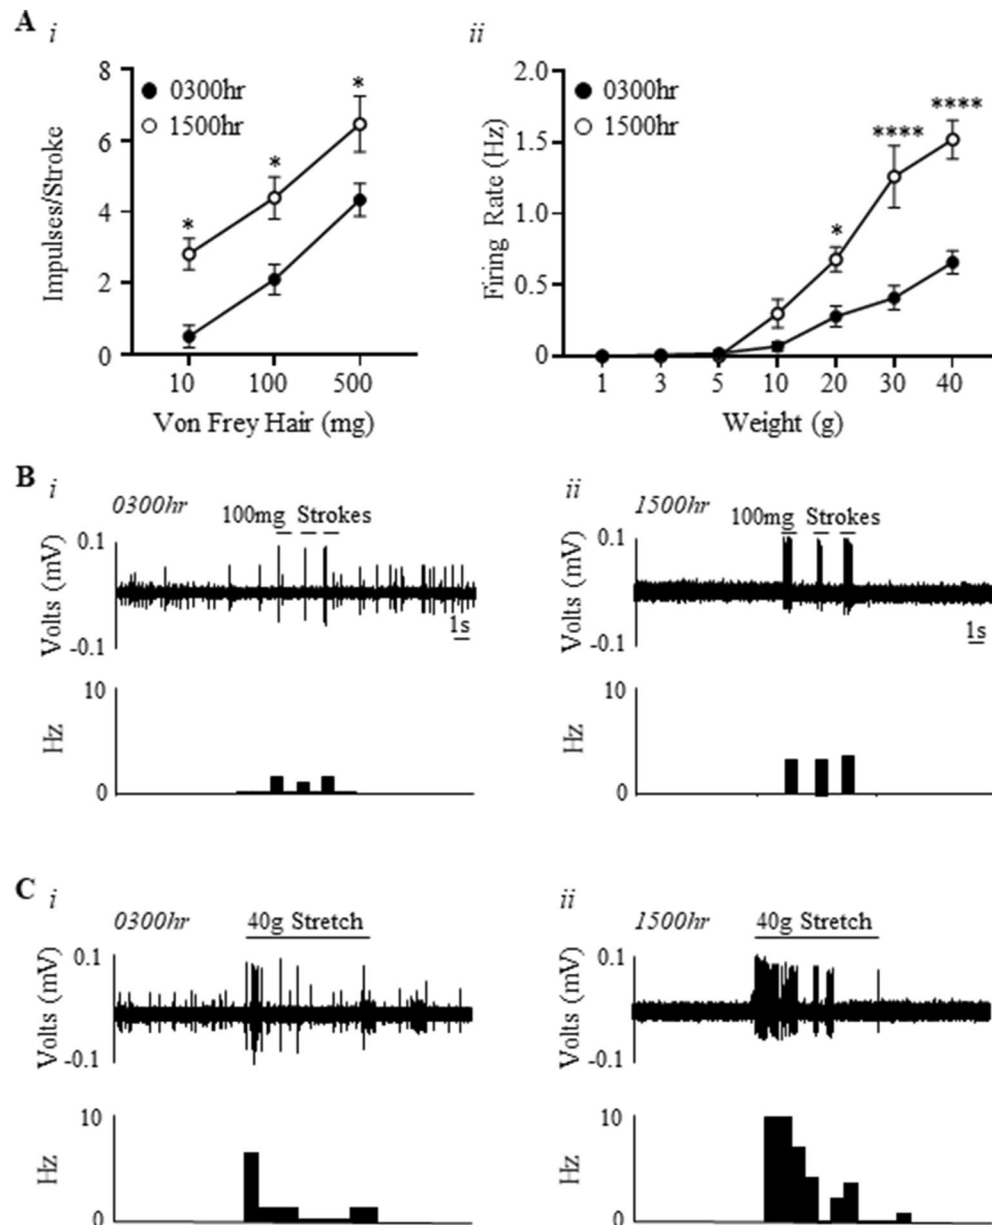 A
i
8
6
4
2
0
Impulses/Stroke
0300hr
1500hr
*
*
*
10 100 500
Von Frey Hair (mg)
ii
2.0
1.5
1.0
0.5
0
Firing Rate (Hz)
0300hr
1500hr
*
****
****
1 3 5 10 20 30 40
Weight (g)
B
i
0300hr
100mg Strokes
0.1
-0.1
Volts (mV)
1s
10
0
Hz
ii
1500hr
100mg Strokes
0.1
-0.1
Volts (mV)
1s
10
0
Hz
C
i
0300hr
40g Stretch
0.1
-0.1
Volts (mV)
10
0
Hz
ii
1500hr
40g Stretch
0.1
-0.1
Volts (mV)
10
0
Hz